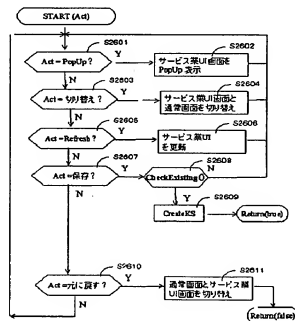 START (Act)
S2601
Act = PopUp ?
Y
N
S2602
サービス業UI画面を
PopUp 表示
S2603
Act = 切り替え ?
Y
N
S2604
サービス業UI画面と
通常画面を切り替え
S2605
Act = Refresh ?
Y
N
S2606
サービス業UI
を更新
S2607
Act = 保存 ?
Y
N
S2608
CheckExisting()
N
Y
S2609
CreateKS
Return(true)
S2610
Act = 元に戻す ?
Y
N
S2611
通常画面とサービス業
UI画面を切り替え
Return(false)